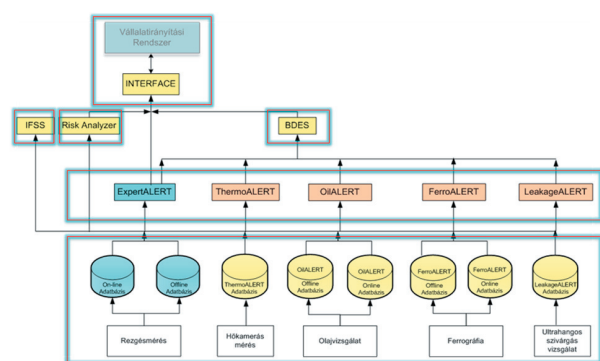 Vállalatirányítási
Rendszer
INTERFACE
IFSS
Risk Analyzer
BDES
ExpertALERT
ThermoALERT
OilALERT
FerroALERT
LeakageALERT
On-line
Adatbázis
Offline
Adatbázis
ThermoALERT
Adatbázis
OilALERT
Offline
Adatbázis
OilALERT
Online
Adatbázis
FerroALERT
Offline
Adatbázis
FerroALERT
Online
Adatbázis
LeakageALERT
Adatbázis
Rezgésmérés
Hőkamerás
mérés
Olajvizsgálat
Ferrográfia
Ultrahangos
szivárgás
vizsgálat